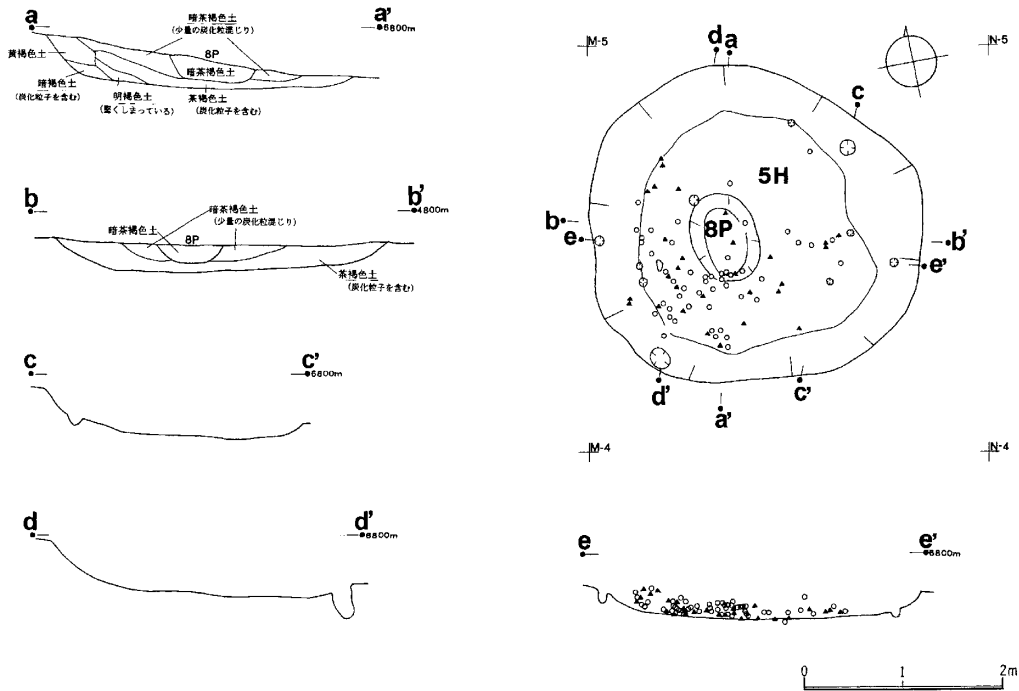 a
a'
6800m
暗茶褐色土
(少量の炭化粒混じり)
黄褐色土
8P
暗茶褐色土
暗褐色土
(炭化粒子を含む)
明褐色土
(堅くしまっている)
茶褐色土
(炭化粒子を含む)
b
b'
4800m
暗茶褐色土
(少量の炭化粒混じり)
暗茶褐色土
8P
茶褐色土
(炭化粒子を含む)
c
c'
6800m
d
d'
6800m
M-5
N-5
d
a
c
5H
8P
b
e
b'
e'
d'
c'
a'
M-4
N-4
e
e'
6800m
0 1 2m